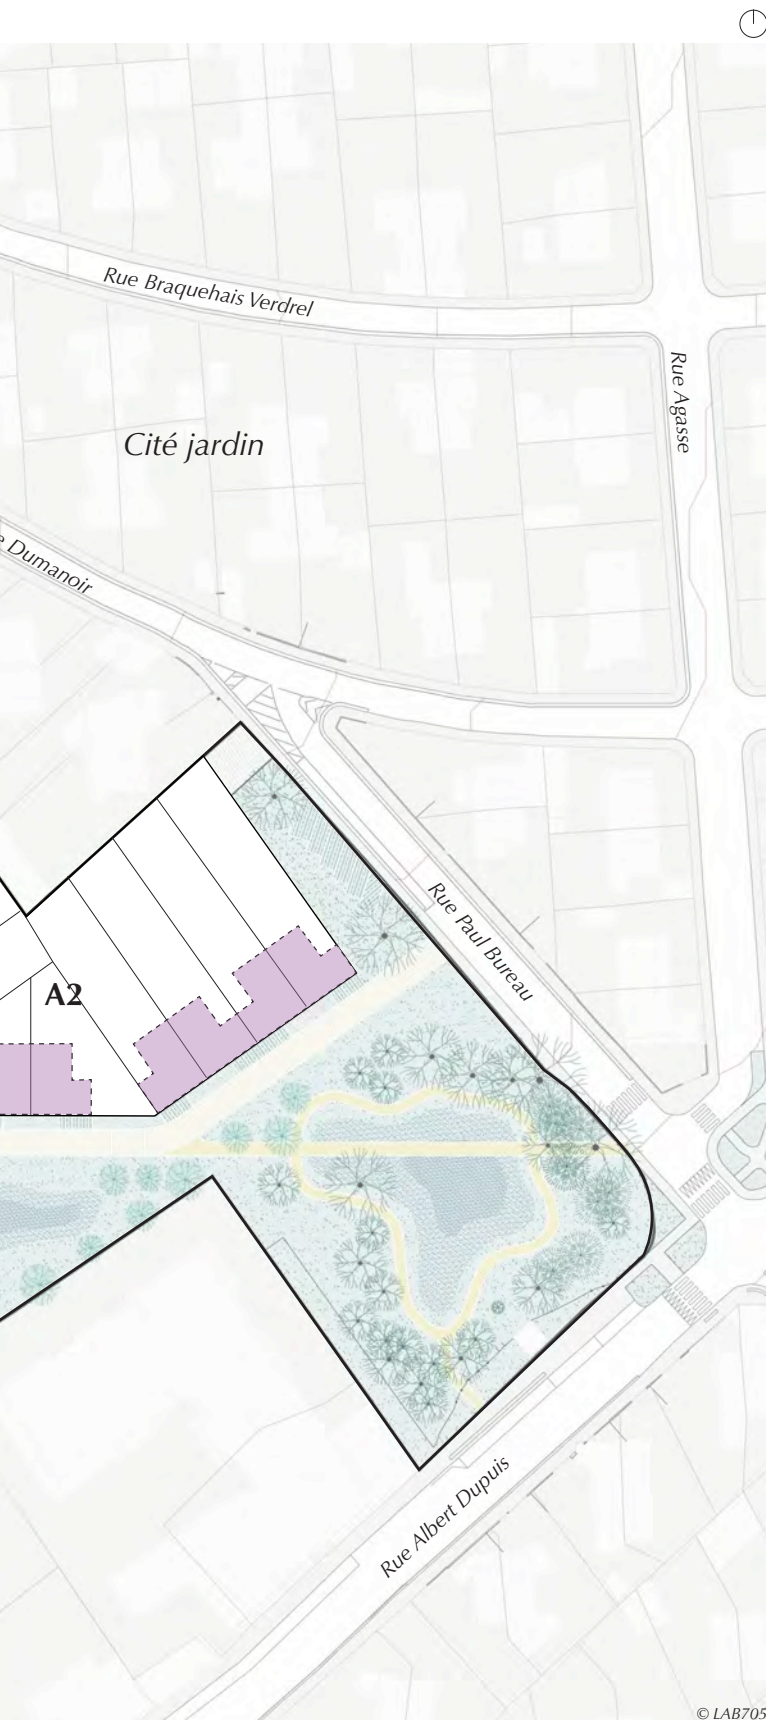 Rue Braquehais Verdrel
Rue Agasse
Cité jardin
Dumanoir
Rue Paul Bureau
A2
Rue Albert Dupuis
© LAB705